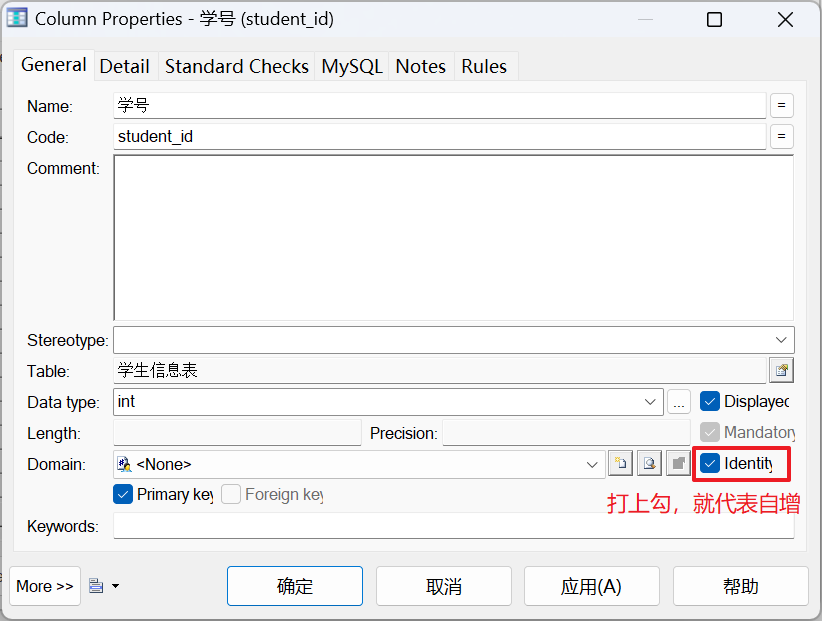 Column Properties - 学号 (student_id)
General Detail Standard Checks MySQL Notes Rules
Name: 学号 =
Code: student_id =
Comment:
Stereotype:
Table: 学生信息表
Data type: int ... Displayed
Length: Precision: Mandatory
Domain: <None> Identity
Primary key Foreign key
打上勾，就代表自增
Keywords:
More >> 确定 取消 应用(A) 帮助